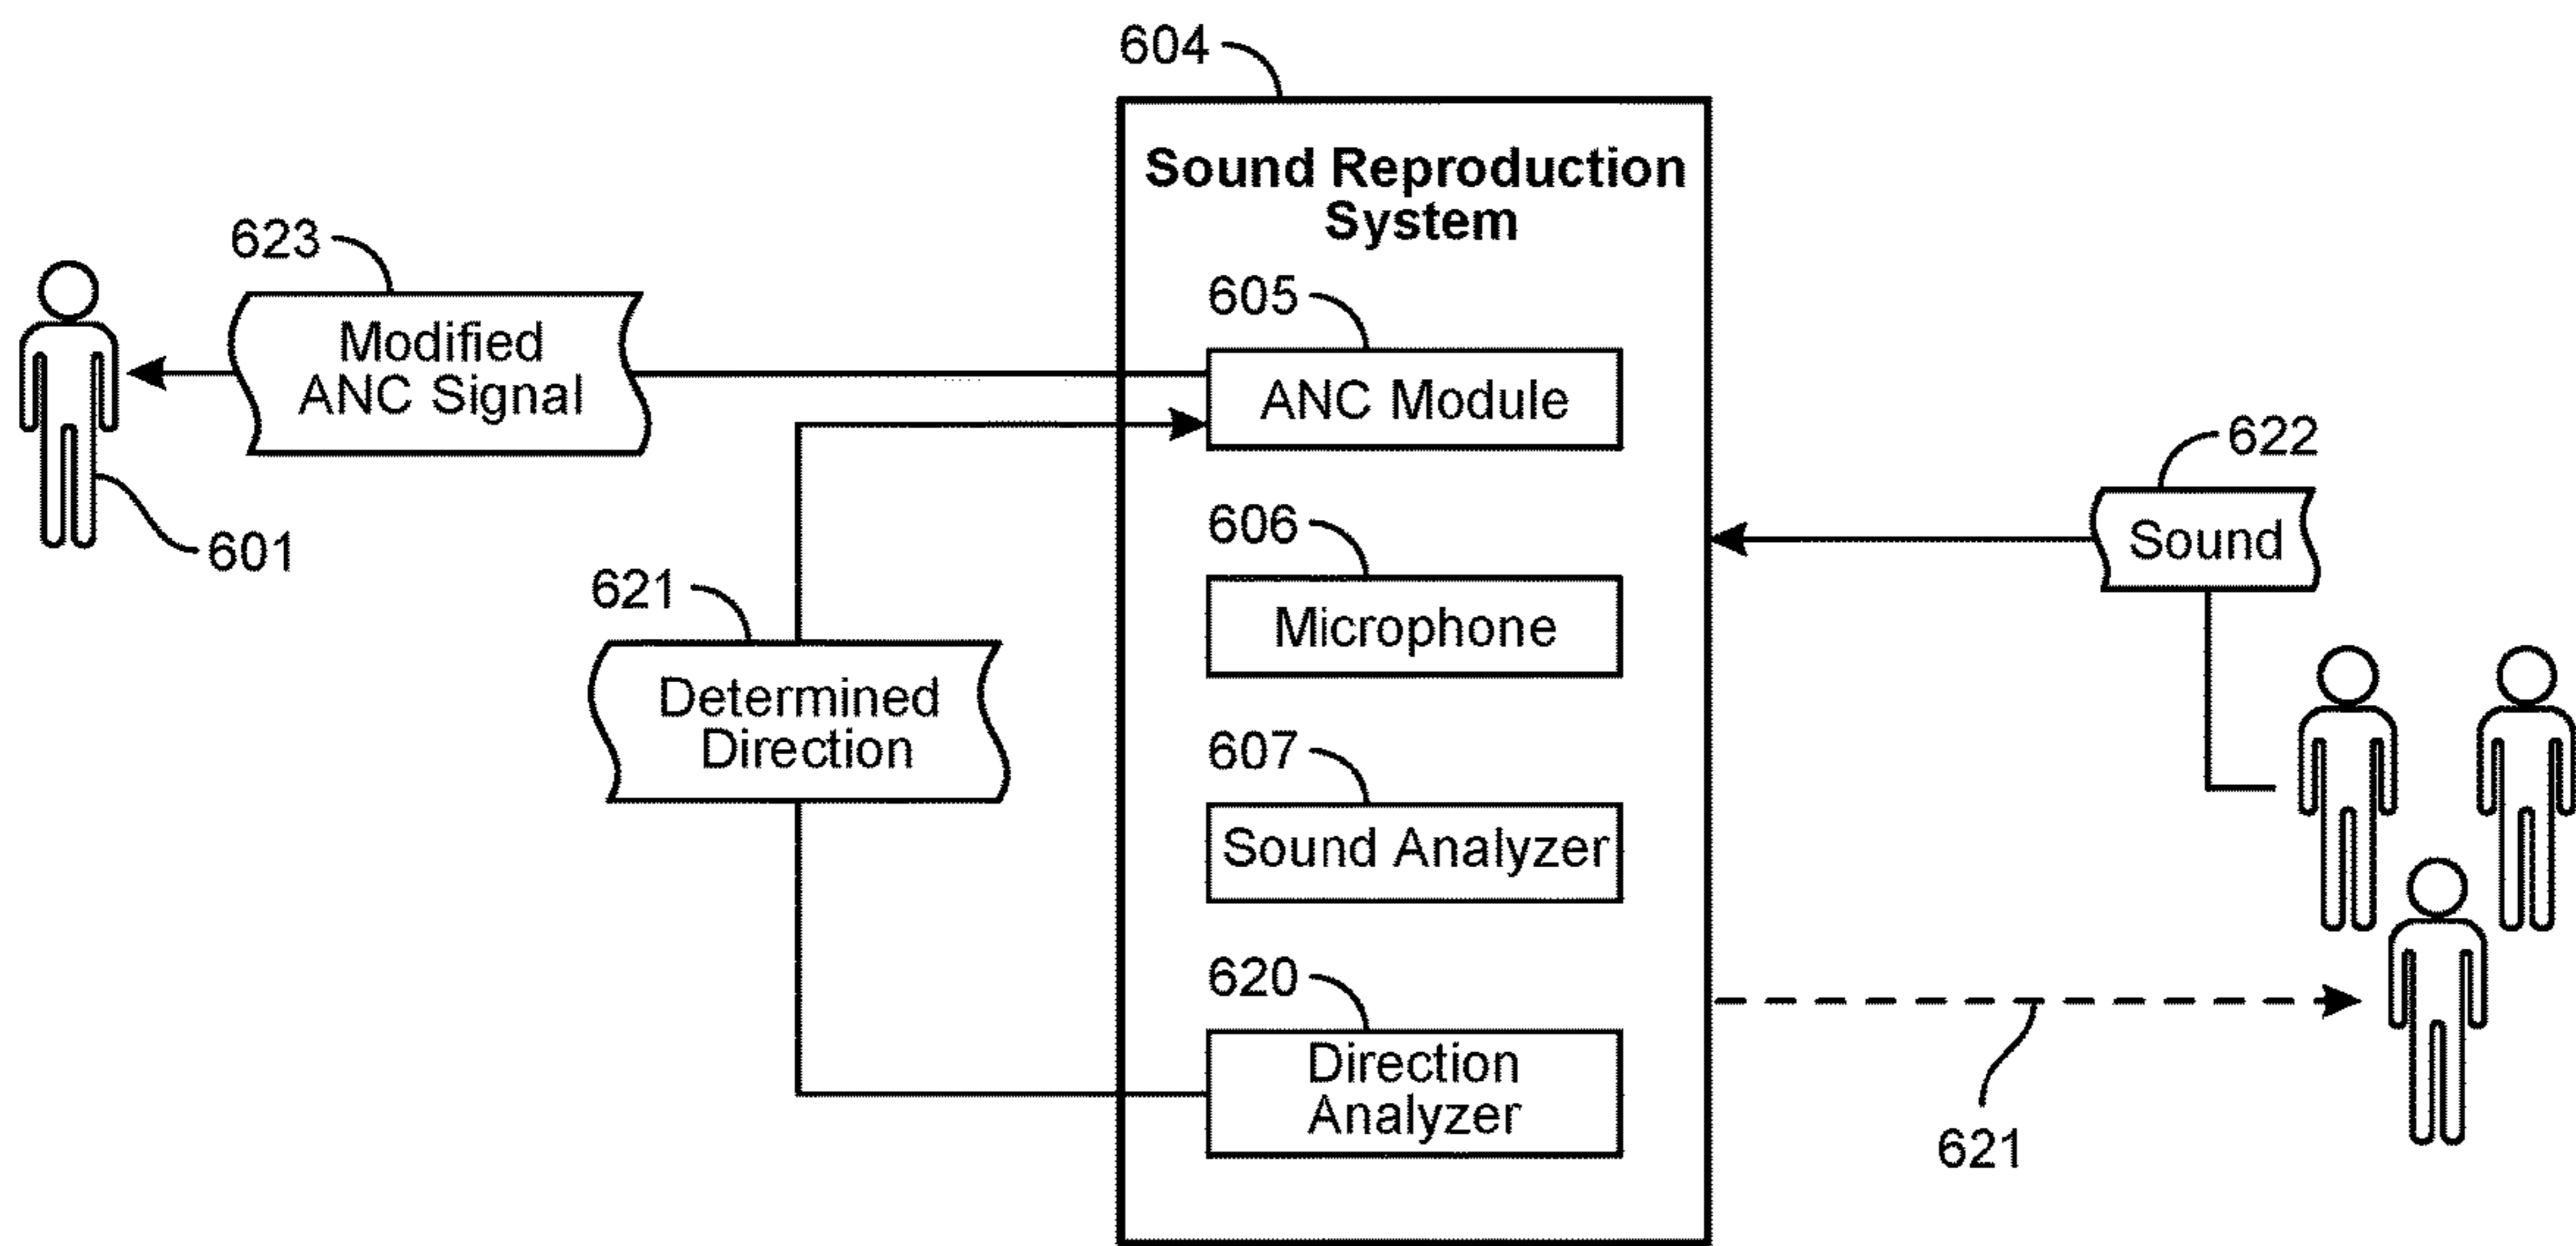 604
Sound Reproduction
System
623
Modified
ANC Signal
605
ANC Module
601
622
Sound
606
Microphone
621
Determined
Direction
607
Sound Analyzer
620
Direction
Analyzer
621